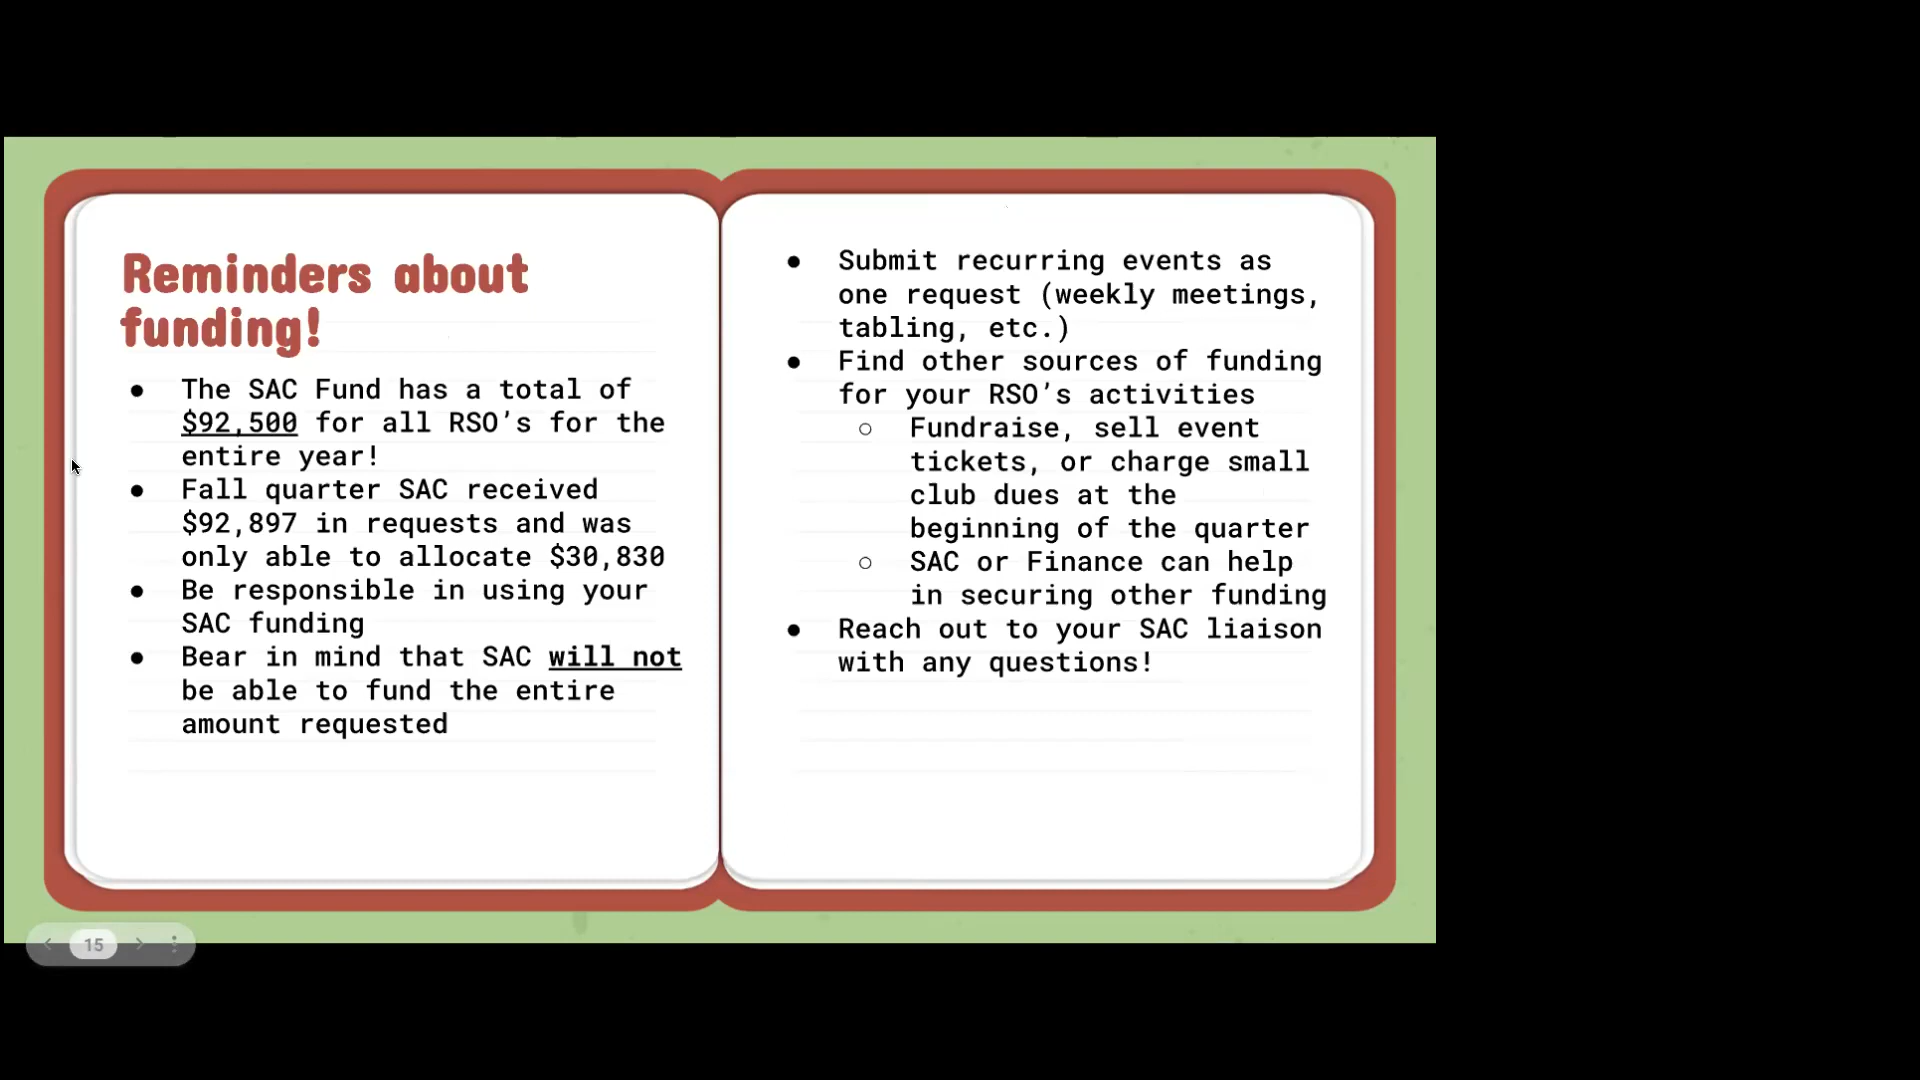 Reminders about
funding!
● The SAC Fund has a total of
$92,500 for all RSO’s for the
entire year!
● Fall quarter SAC received
$92,897 in requests and was
only able to allocate $30,830
● Be responsible in using your
SAC funding
● Bear in mind that SAC will not
be able to fund the entire
amount requested
● Submit recurring events as
one request (weekly meetings,
tabling, etc.)
● Find other sources of funding
for your RSO’s activities
○ Fundraise, sell event
tickets, or charge small
club dues at the
beginning of the quarter
○ SAC or Finance can help
in securing other funding
● Reach out to your SAC liaison
with any questions!
15